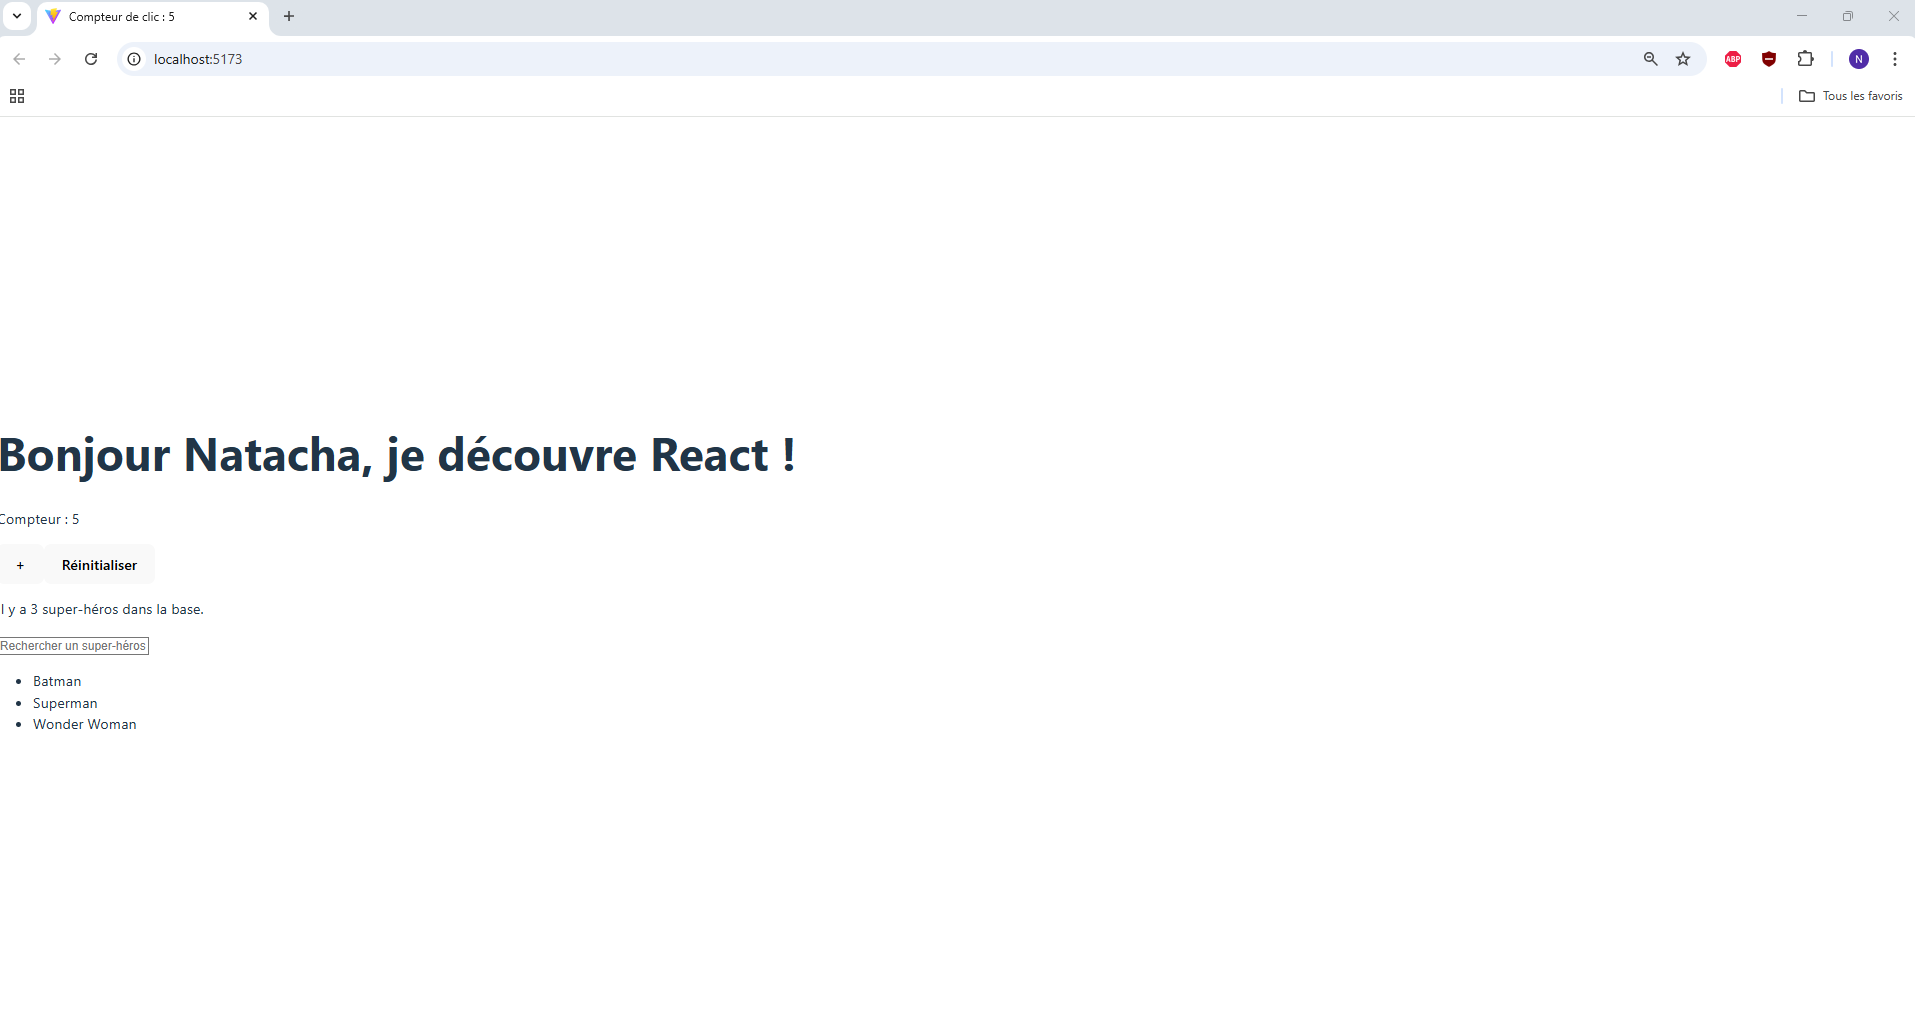 Compteur de clic : 5
localhost:5173
ABP
N
Tous les favoris
Bonjour Natacha, je découvre React !
Compteur : 5
+ Réinitialiser
Il y a 3 super-héros dans la base.
Rechercher un super-héros
Batman
Superman
Wonder Woman